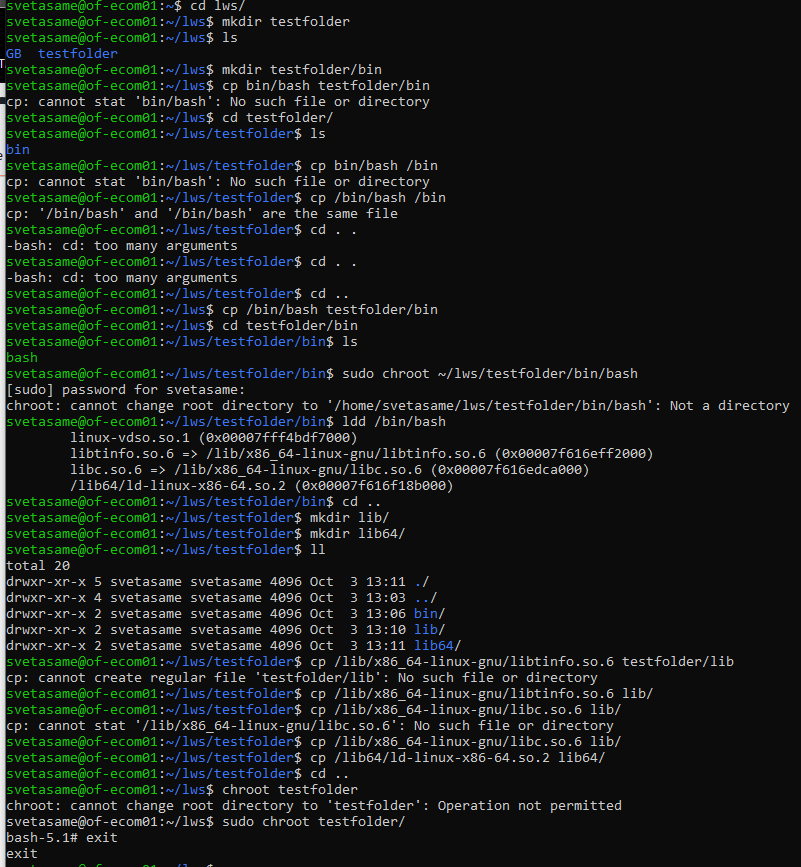 svetasame@of-ecom01:~$ cd lws/
svetasame@of-ecom01:~/lws$ mkdir testfolder
svetasame@of-ecom01:~/lws$ ls
GB  testfolder
svetasame@of-ecom01:~/lws$ mkdir testfolder/bin
svetasame@of-ecom01:~/lws$ cp bin/bash testfolder/bin
cp: cannot stat 'bin/bash': No such file or directory
svetasame@of-ecom01:~/lws$ cd testfolder/
svetasame@of-ecom01:~/lws/testfolder$ ls
bin
svetasame@of-ecom01:~/lws/testfolder$ cp bin/bash /bin
cp: cannot stat 'bin/bash': No such file or directory
svetasame@of-ecom01:~/lws/testfolder$ cp /bin/bash /bin
cp: '/bin/bash' and '/bin/bash' are the same file
svetasame@of-ecom01:~/lws/testfolder$ cd . .
-bash: cd: too many arguments
svetasame@of-ecom01:~/lws/testfolder$ cd . .
-bash: cd: too many arguments
svetasame@of-ecom01:~/lws/testfolder$ cd ..
svetasame@of-ecom01:~/lws$ cp /bin/bash testfolder/bin
svetasame@of-ecom01:~/lws$ cd testfolder/bin
svetasame@of-ecom01:~/lws/testfolder/bin$ ls
bash
svetasame@of-ecom01:~/lws/testfolder/bin$ sudo chroot ~/lws/testfolder/bin/bash
[sudo] password for svetasame:
chroot: cannot change root directory to '/home/svetasame/lws/testfolder/bin/bash': Not a directory
svetasame@of-ecom01:~/lws/testfolder/bin$ ldd /bin/bash
        linux-vdso.so.1 (0x00007fff4bdf7000)
        libtinfo.so.6 => /lib/x86_64-linux-gnu/libtinfo.so.6 (0x00007f616eff2000)
        libc.so.6 => /lib/x86_64-linux-gnu/libc.so.6 (0x00007f616edca000)
        /lib64/ld-linux-x86-64.so.2 (0x00007f616f18b000)
svetasame@of-ecom01:~/lws/testfolder/bin$ cd ..
svetasame@of-ecom01:~/lws/testfolder$ mkdir lib/
svetasame@of-ecom01:~/lws/testfolder$ mkdir lib64/
svetasame@of-ecom01:~/lws/testfolder$ ll
total 20
drwxr-xr-x 5 svetasame svetasame 4096 Oct  3 13:11 ./
drwxr-xr-x 4 svetasame svetasame 4096 Oct  3 13:03 ../
drwxr-xr-x 2 svetasame svetasame 4096 Oct  3 13:06 bin/
drwxr-xr-x 2 svetasame svetasame 4096 Oct  3 13:10 lib/
drwxr-xr-x 2 svetasame svetasame 4096 Oct  3 13:11 lib64/
svetasame@of-ecom01:~/lws/testfolder$ cp /lib/x86_64-linux-gnu/libtinfo.so.6 testfolder/lib
cp: cannot create regular file 'testfolder/lib': No such file or directory
svetasame@of-ecom01:~/lws/testfolder$ cp /lib/x86_64-linux-gnu/libtinfo.so.6 lib/
svetasame@of-ecom01:~/lws/testfolder$ cp /lib/x86_64-linux-gnu/libc.so.6 lib/
cp: cannot stat '/lib/x86_64-linux-gnu/libc.so.6': No such file or directory
svetasame@of-ecom01:~/lws/testfolder$ cp /lib/x86_64-linux-gnu/libc.so.6 lib/
svetasame@of-ecom01:~/lws/testfolder$ cp /lib64/ld-linux-x86-64.so.2 lib64/
svetasame@of-ecom01:~/lws/testfolder$ cd ..
svetasame@of-ecom01:~/lws$ chroot testfolder
chroot: cannot change root directory to 'testfolder': Operation not permitted
svetasame@of-ecom01:~/lws$ sudo chroot testfolder/
bash-5.1# exit
exit